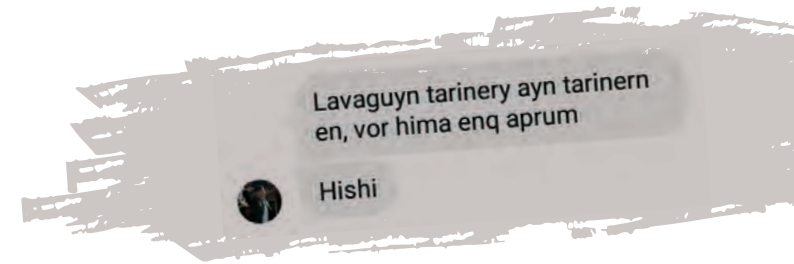 Lavaguyn tarinery ayn tarinern
en, vor hima enq aprum
Hishi